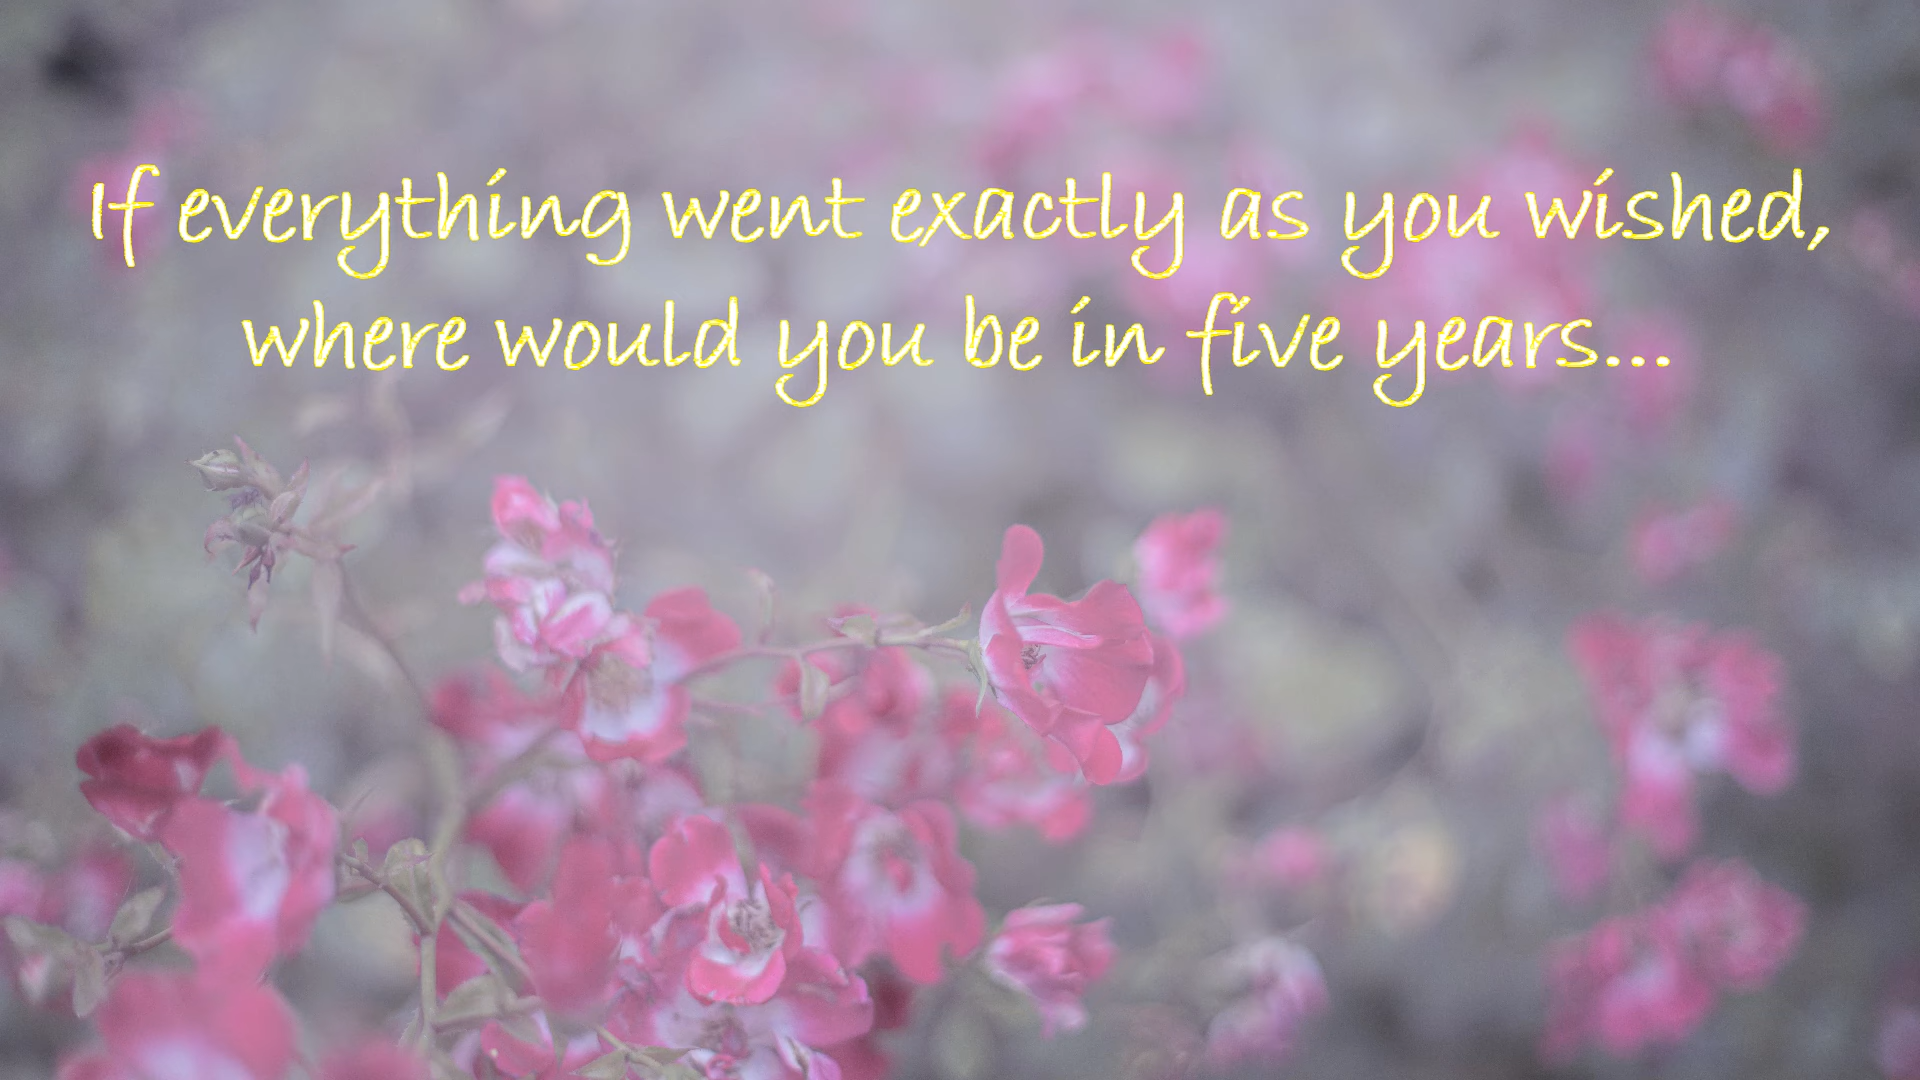 If everything went exactly as you wished,
where would you be in five years...